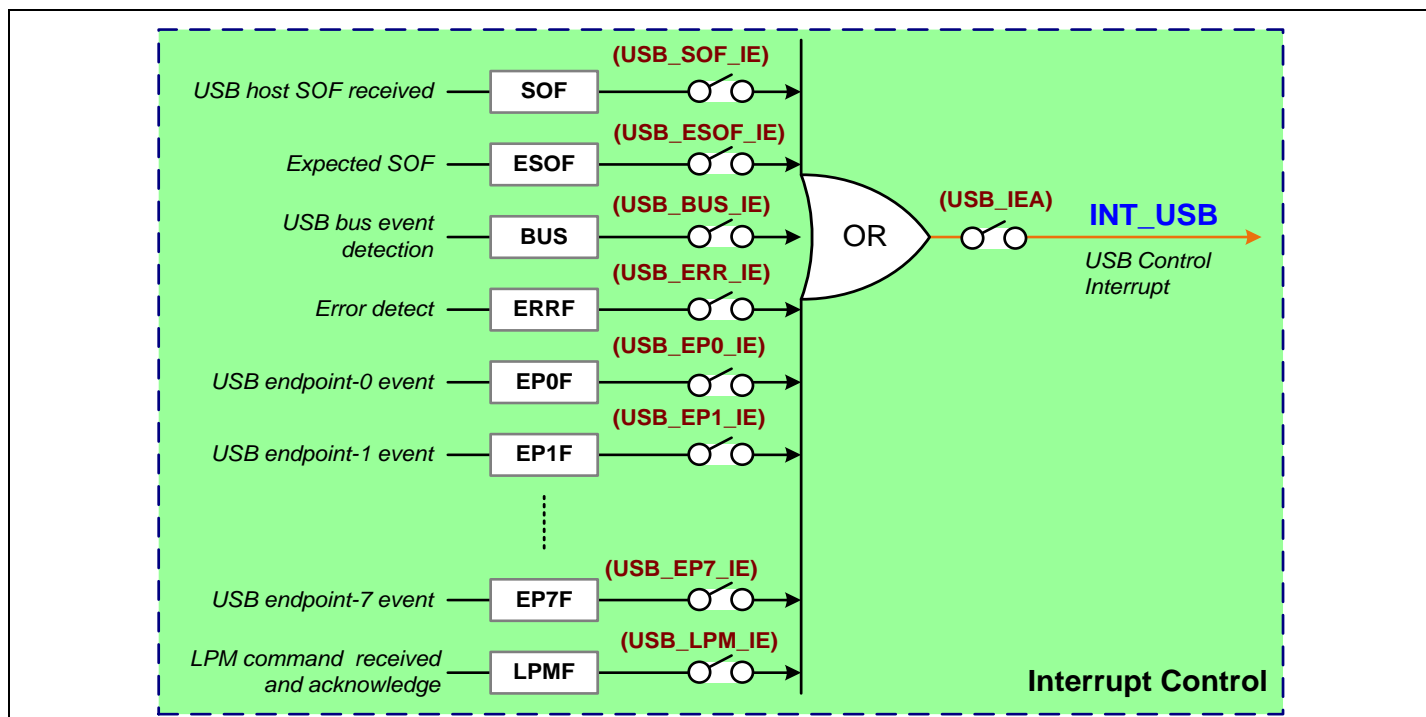 (USB_SOF_IE)
USB host SOF received
SOF
(USB_ESOF_IE)
Expected SOF
ESOF
(USB_BUS_IE)
USB bus event
detection
BUS
OR
(USB_IEA)
INT_USB
USB Control
Interrupt
(USB_ERR_IE)
Error detect
ERRF
(USB_EP0_IE)
USB endpoint-0 event
EP0F
(USB_EP1_IE)
USB endpoint-1 event
EP1F
(USB_EP7_IE)
USB endpoint-7 event
EP7F
(USB_LPM_IE)
LPM command received
and acknowledge
LPMF
Interrupt Control